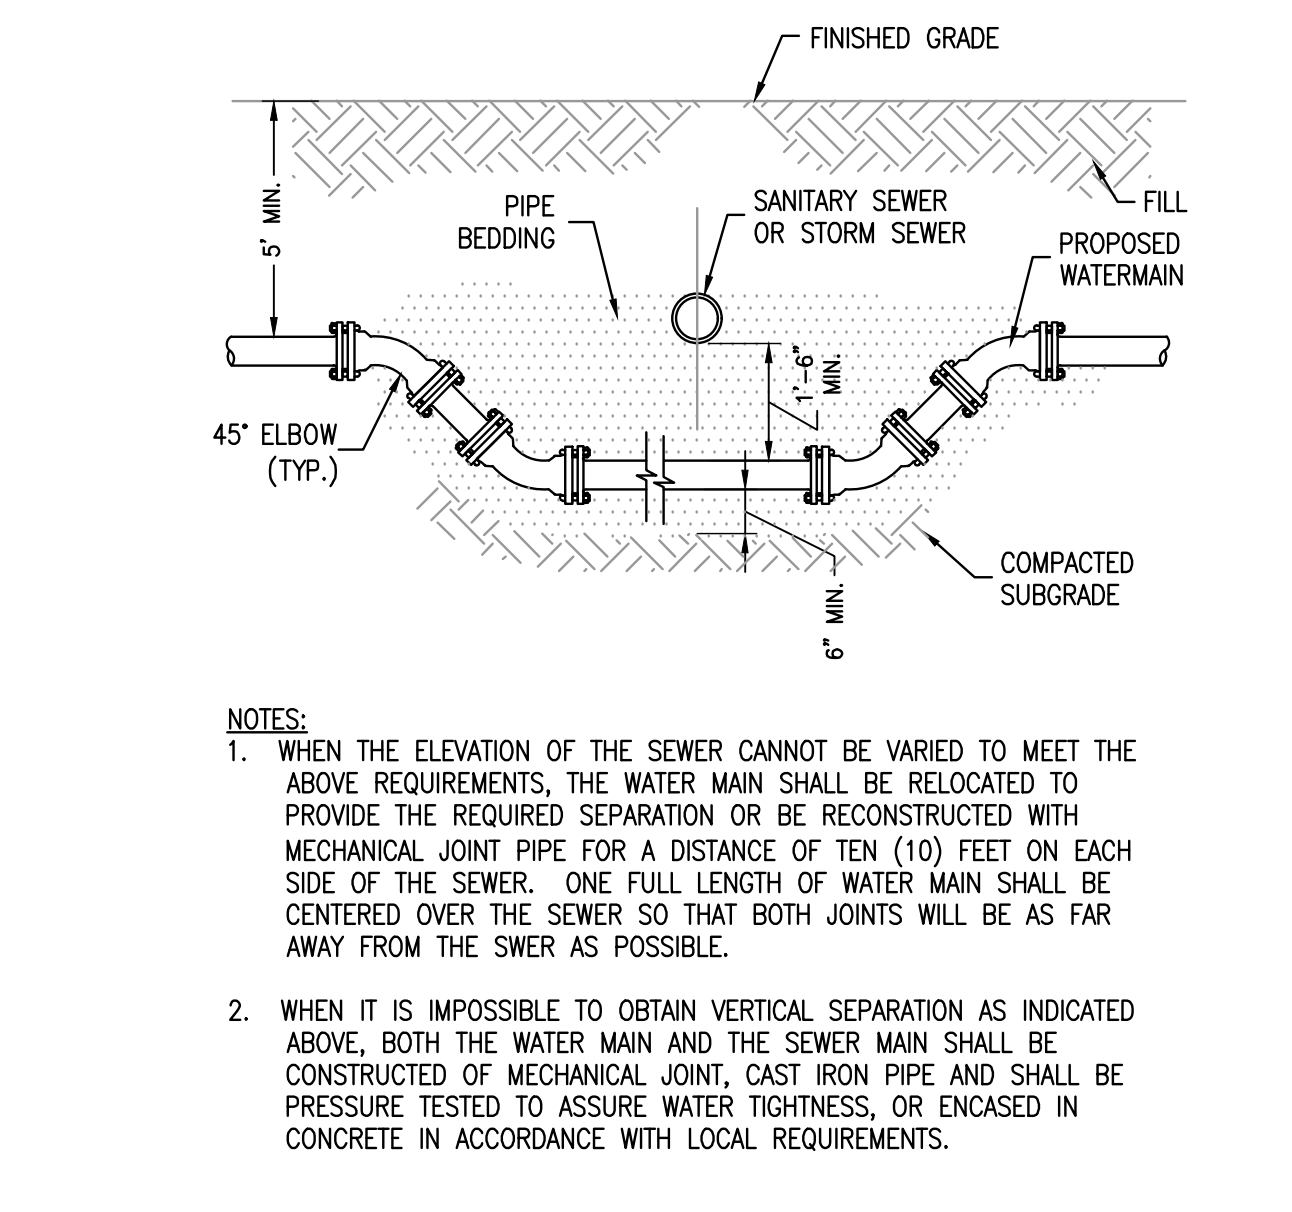 FINISHED GRADE
5' MIN.
FILL
PIPE
BEDDING
SANITARY SEWER
OR STORM SEWER
PROPOSED
WATERMAIN
1'-6"
MIN.
45° ELBOW
(TYP.)
COMPACTED
SUBGRADE
6" MIN.
NOTES:
1. WHEN THE ELEVATION OF THE SEWER CANNOT BE VARIED TO MEET THE
ABOVE REQUIREMENTS, THE WATER MAIN SHALL BE RELOCATED TO
PROVIDE THE REQUIRED SEPARATION OR BE RECONSTRUCTED WITH
MECHANICAL JOINT PIPE FOR A DISTANCE OF TEN (10) FEET ON EACH
SIDE OF THE SEWER. ONE FULL LENGTH OF WATER MAIN SHALL BE
CENTERED OVER THE SEWER SO THAT BOTH JOINTS WILL BE AS FAR
AWAY FROM THE SWER AS POSSIBLE.
2. WHEN IT IS IMPOSSIBLE TO OBTAIN VERTICAL SEPARATION AS INDICATED
ABOVE, BOTH THE WATER MAIN AND THE SEWER MAIN SHALL BE
CONSTRUCTED OF MECHANICAL JOINT, CAST IRON PIPE AND SHALL BE
PRESSURE TESTED TO ASSURE WATER TIGHTNESS, OR ENCASED IN
CONCRETE IN ACCORDANCE WITH LOCAL REQUIREMENTS.